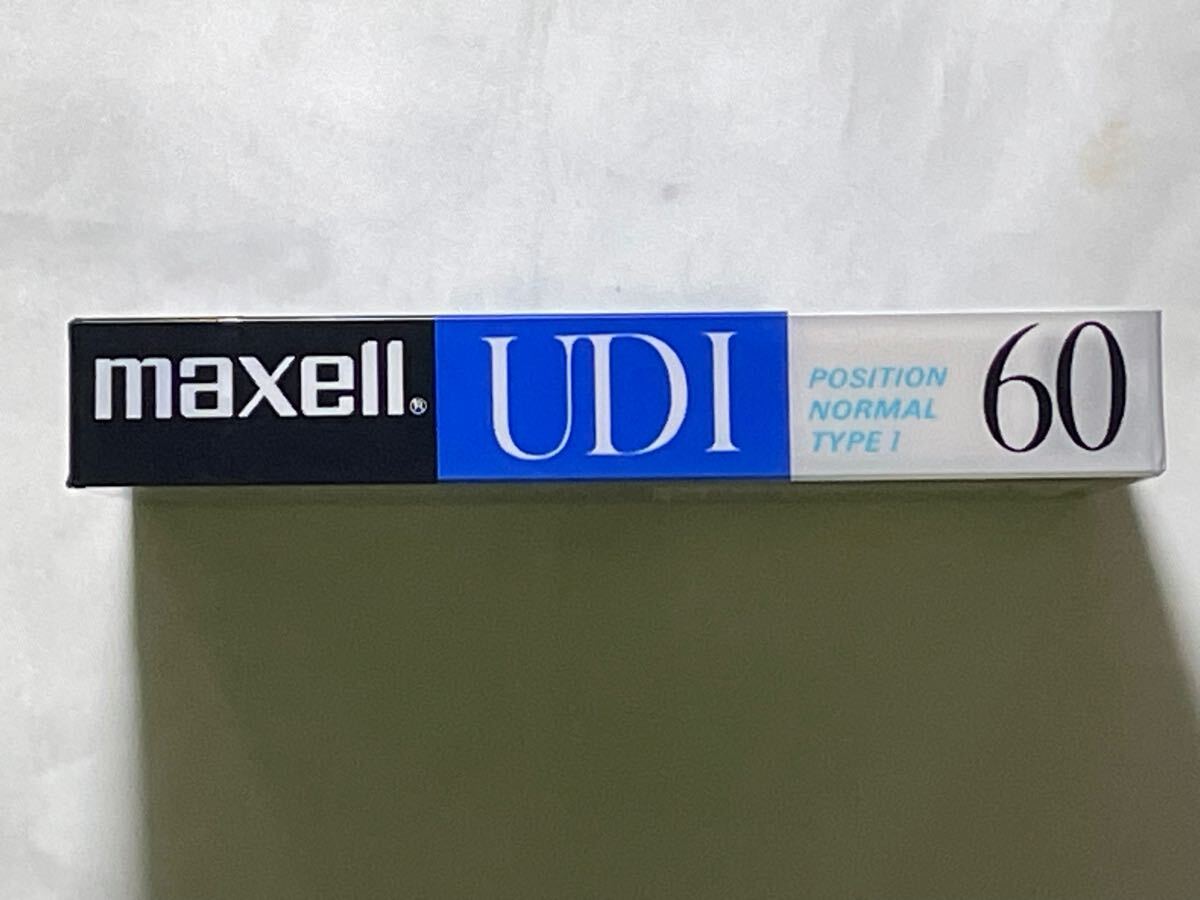 maxell®
UDI
POSITION
NORMAL
TYPE I
60